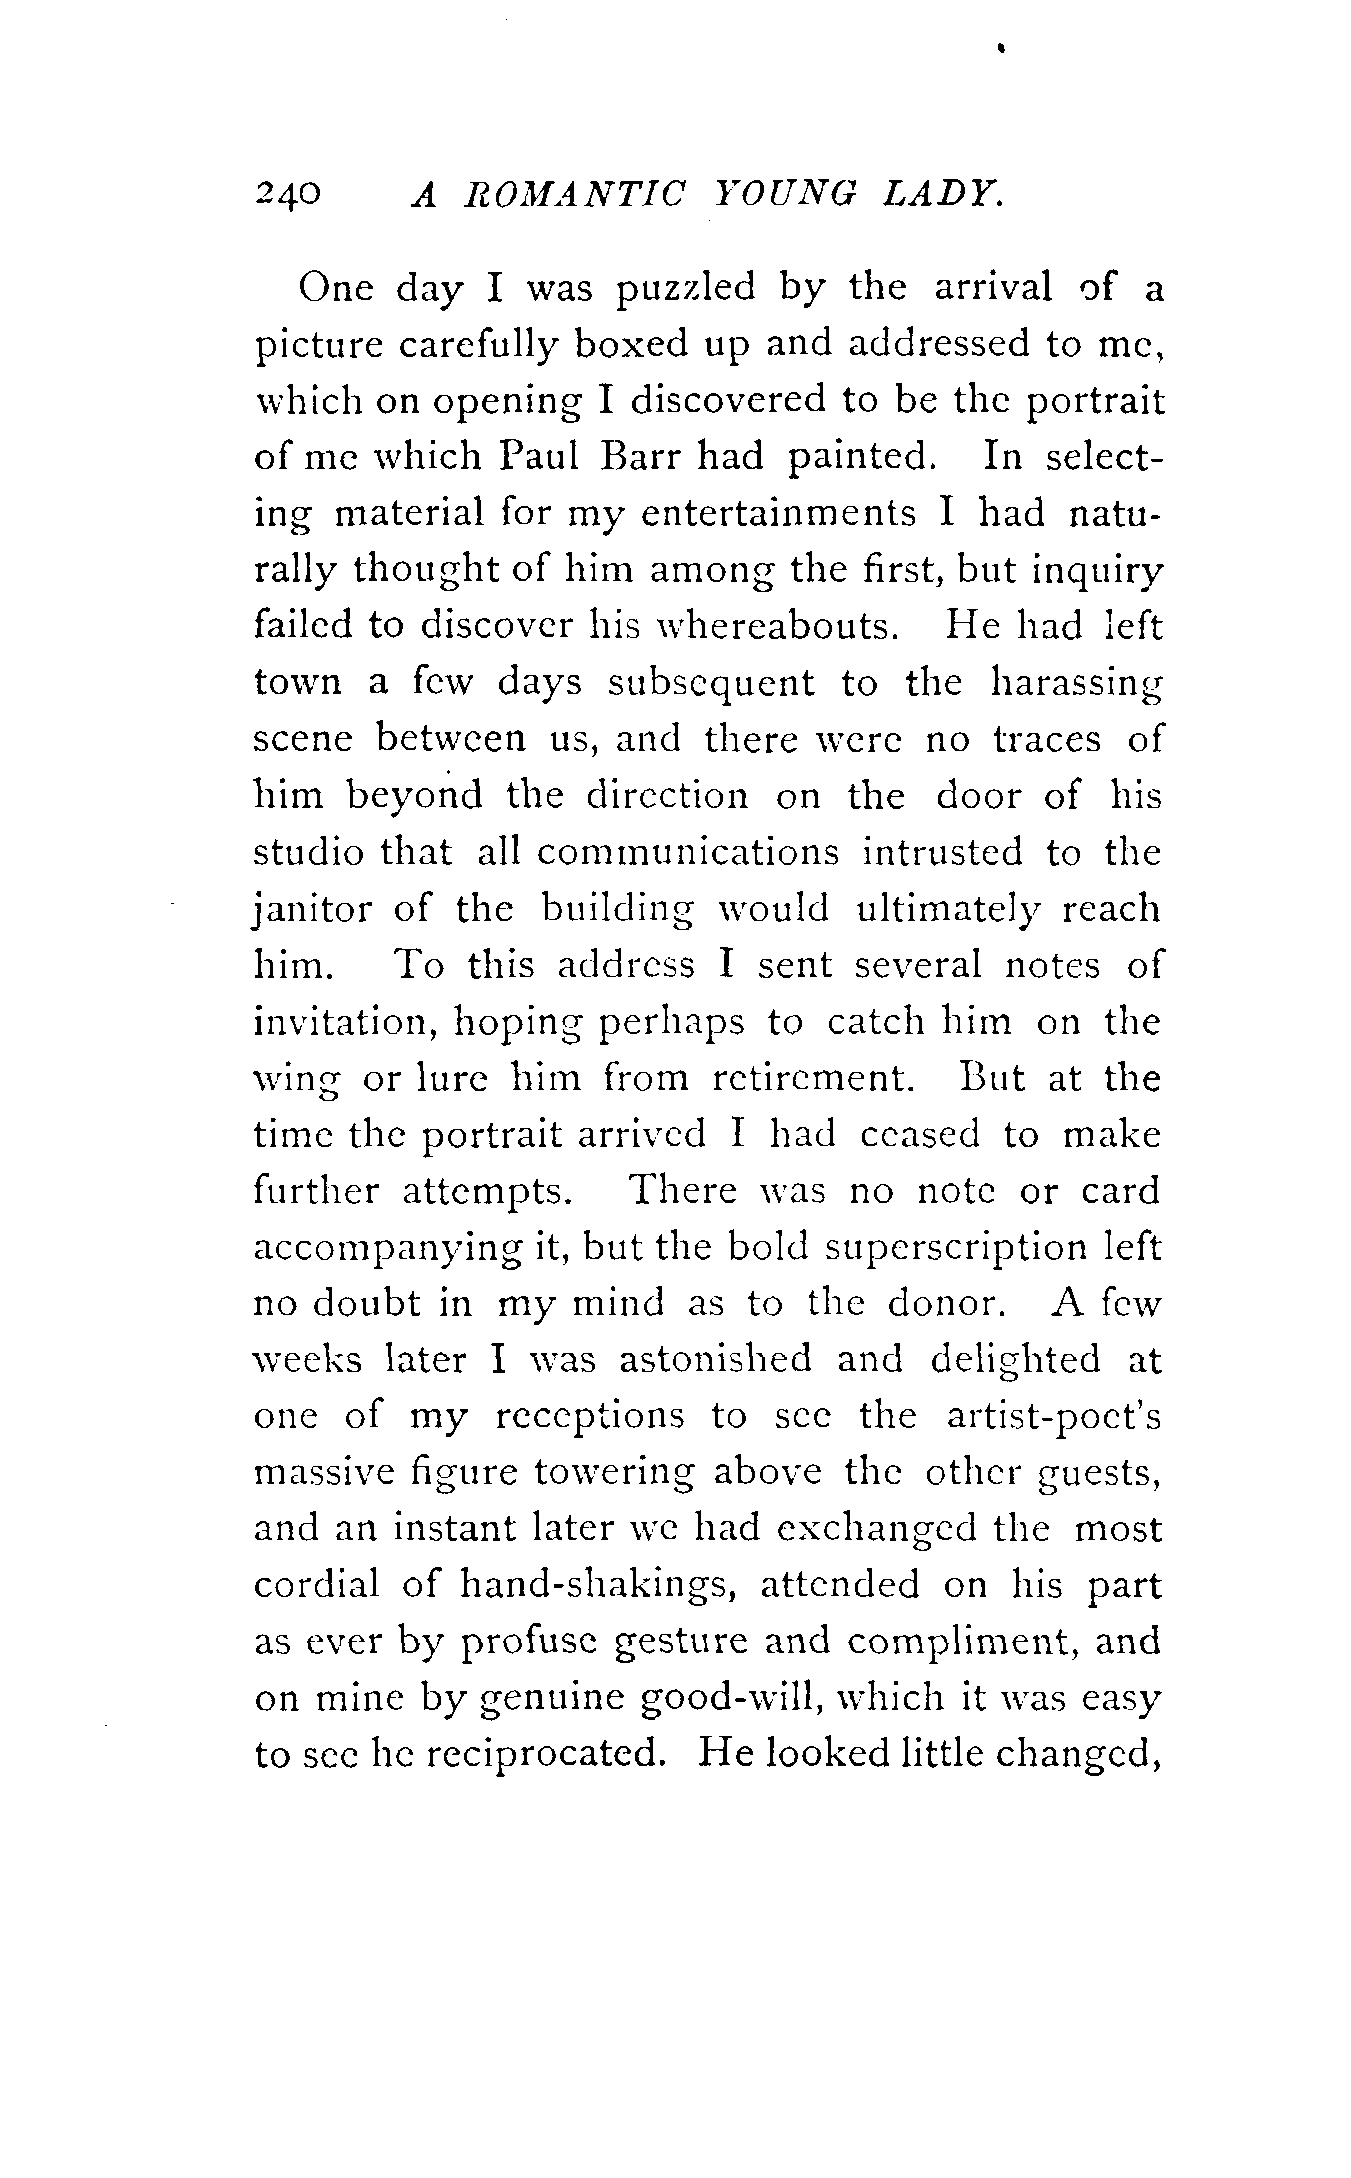 240 A ROMANTIC YOUNG LADY.
One day I was puzzled by the arrival of a
picture carefully boxed up and addressed to me,
which on opening I discovered to be the portrait
of me which Paul Barr had painted. In select-
ing material for my entertainments I had natu-
rally thought of him among the first, but inquiry
failed to discover his whereabouts. He had left
town a few days subsequent to the harassing
scene between us, and there were no traces of
him beyond the direction on the door of his
studio that all communications intrusted to the
janitor of the building would ultimately reach
him. To this address I sent several notes of
invitation, hoping perhaps to catch him on the
wing or lure him from retirement. But at the
time the portrait arrived I had ceased to make
further attempts. There was no note or card
accompanying it, but the bold superscription left
no doubt in my mind as to the donor. A few
weeks later I was astonished and delighted at
one of my receptions to see the artist-poet's
massive figure towering above the other guests,
and an instant later we had exchanged the most
cordial of hand-shakings, attended on his part
as ever by profuse gesture and compliment, and
on mine by genuine good-will, which it was easy
to see he reciprocated. He looked little changed,